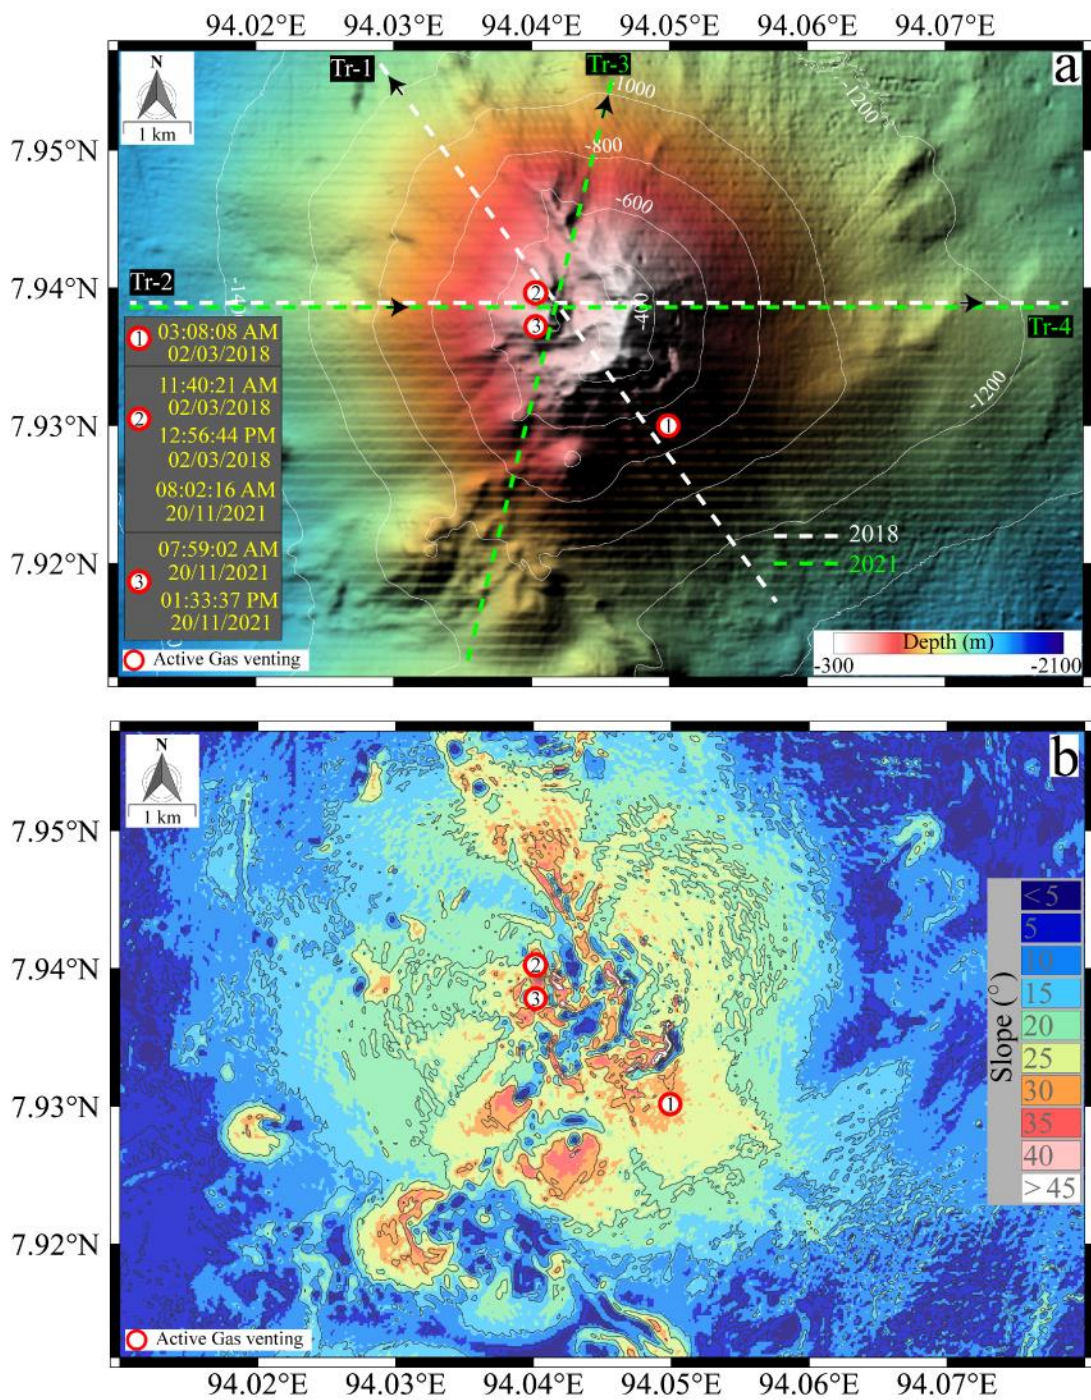 94.02°E 94.03°E 94.04°E 94.05°E 94.06°E 94.07°E
a
N
1 km
Tr-1
Tr-3
-1000
-1200
-800
-600
-400
7.95°N
7.94°N
7.93°N
7.92°N
Tr-2
2
3
Tr-4
1
-1200
1 03:08:08 AM
02/03/2018
11:40:21 AM
02/03/2018
2
12:56:44 PM
02/03/2018
08:02:16 AM
20/11/2021
07:59:02 AM
20/11/2021
3
01:33:37 PM
20/11/2021
Active Gas venting
2018
2021
Depth (m)
-300 -2100
b
N
1 km
7.95°N
7.94°N
7.93°N
7.92°N
2
3
1
Slope (°)
< 5
5
10
15
20
25
30
35
40
> 45
Active Gas venting
94.02°E 94.03°E 94.04°E 94.05°E 94.06°E 94.07°E